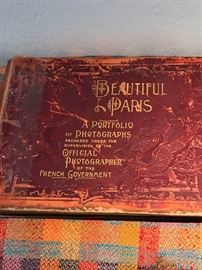 BEAUTIFUL
PARIS
A PORTFOLIO
OF PHOTOGRAPHS
PREPARED UNDER THE
SUPERVISION OF THE
OFFICIAL
PHOTOGRAPHER
OF THE
FRENCH GOVERNMENT